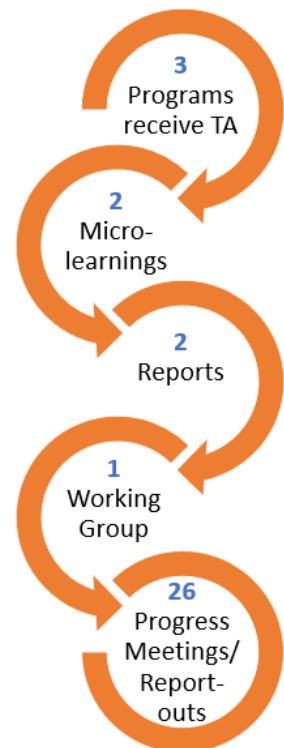 3
Programs
receive TA
2
Micro-
learnings
2
Reports
1
Working
Group
26
Progress
Meetings/
Report-
outs